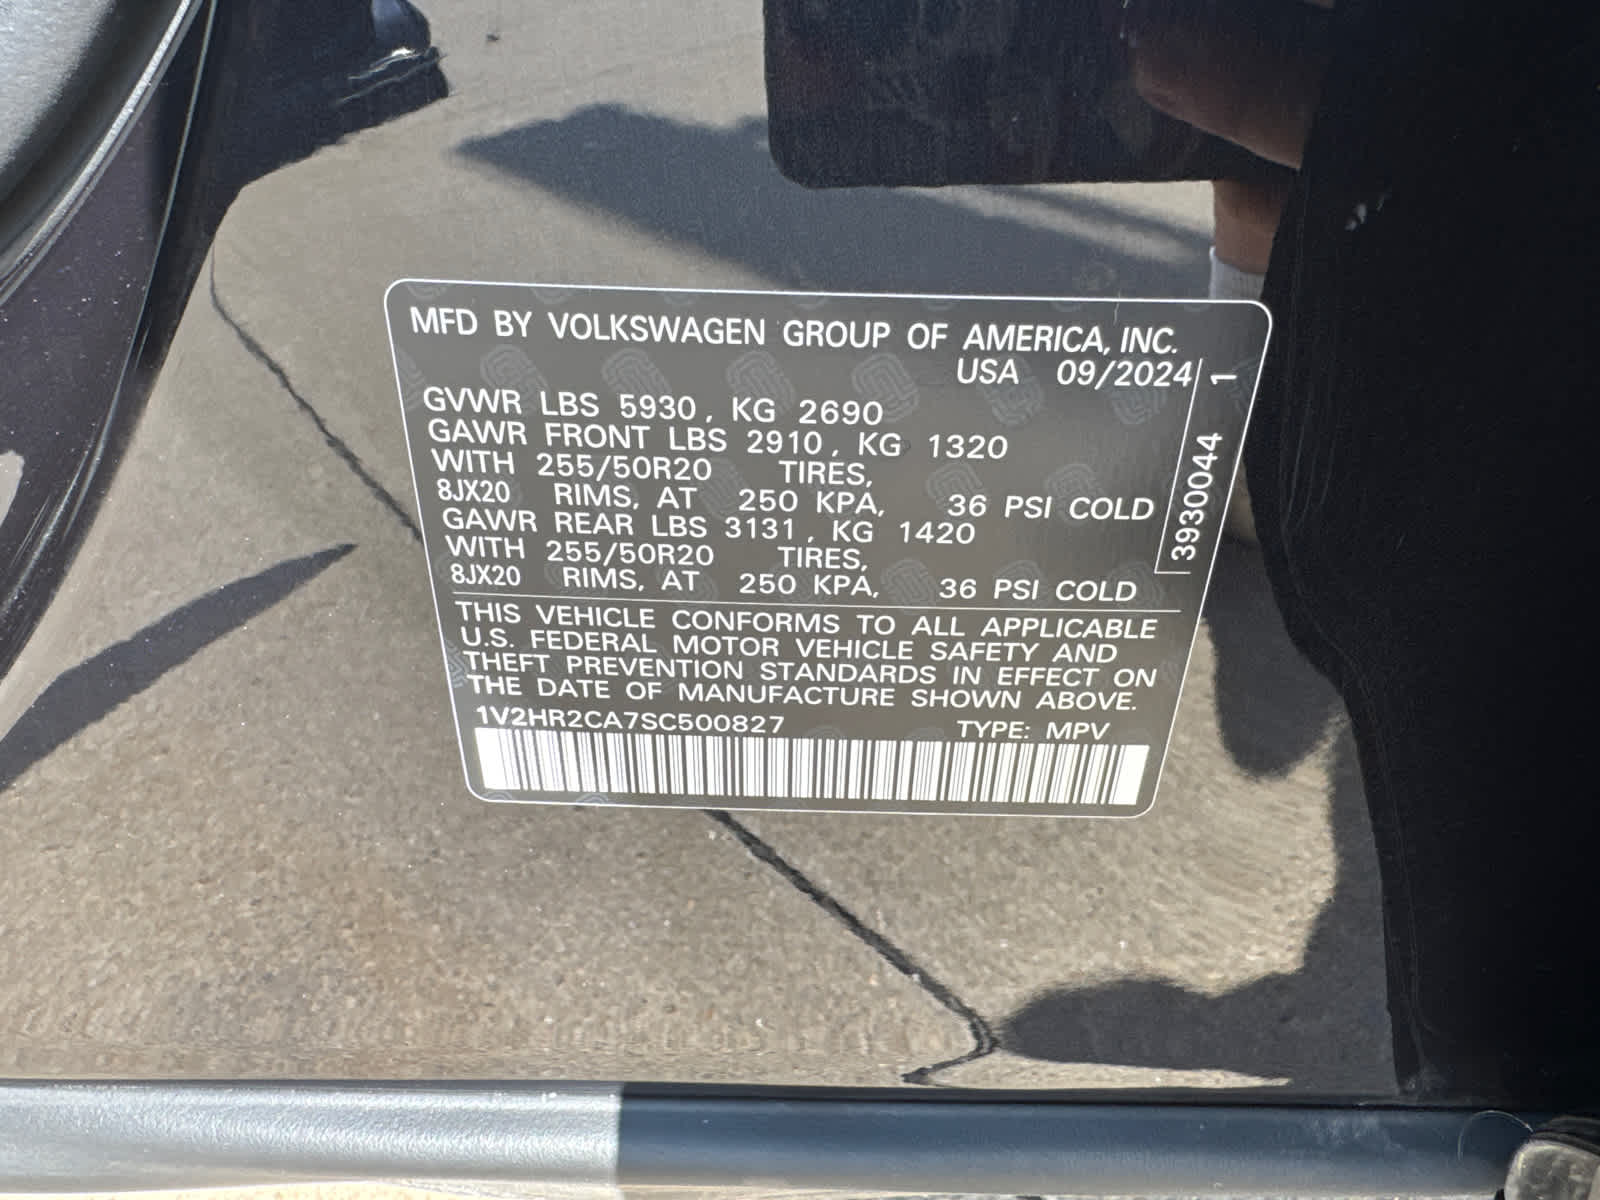 MFD BY VOLKSWAGEN GROUP OF AMERICA, INC.
USA 09/2024
GVWR LBS 5930, KG 2690
GAWR FRONT LBS 2910, KG 1320
WITH 255/50R20 TIRES,
8JX20 RIMS, AT 250 KPA, 36 PSI COLD
GAWR REAR LBS 3131, KG 1420
WITH 255/50R20 TIRES,
8JX20 RIMS, AT 250 KPA, 36 PSI COLD
39300044 1
THIS VEHICLE CONFORMS TO ALL APPLICABLE
U.S. FEDERAL MOTOR VEHICLE SAFETY AND
THEFT PREVENTION STANDARDS IN EFFECT ON
THE DATE OF MANUFACTURE SHOWN ABOVE.
1V2HR2CA7SC500827 TYPE: MPV